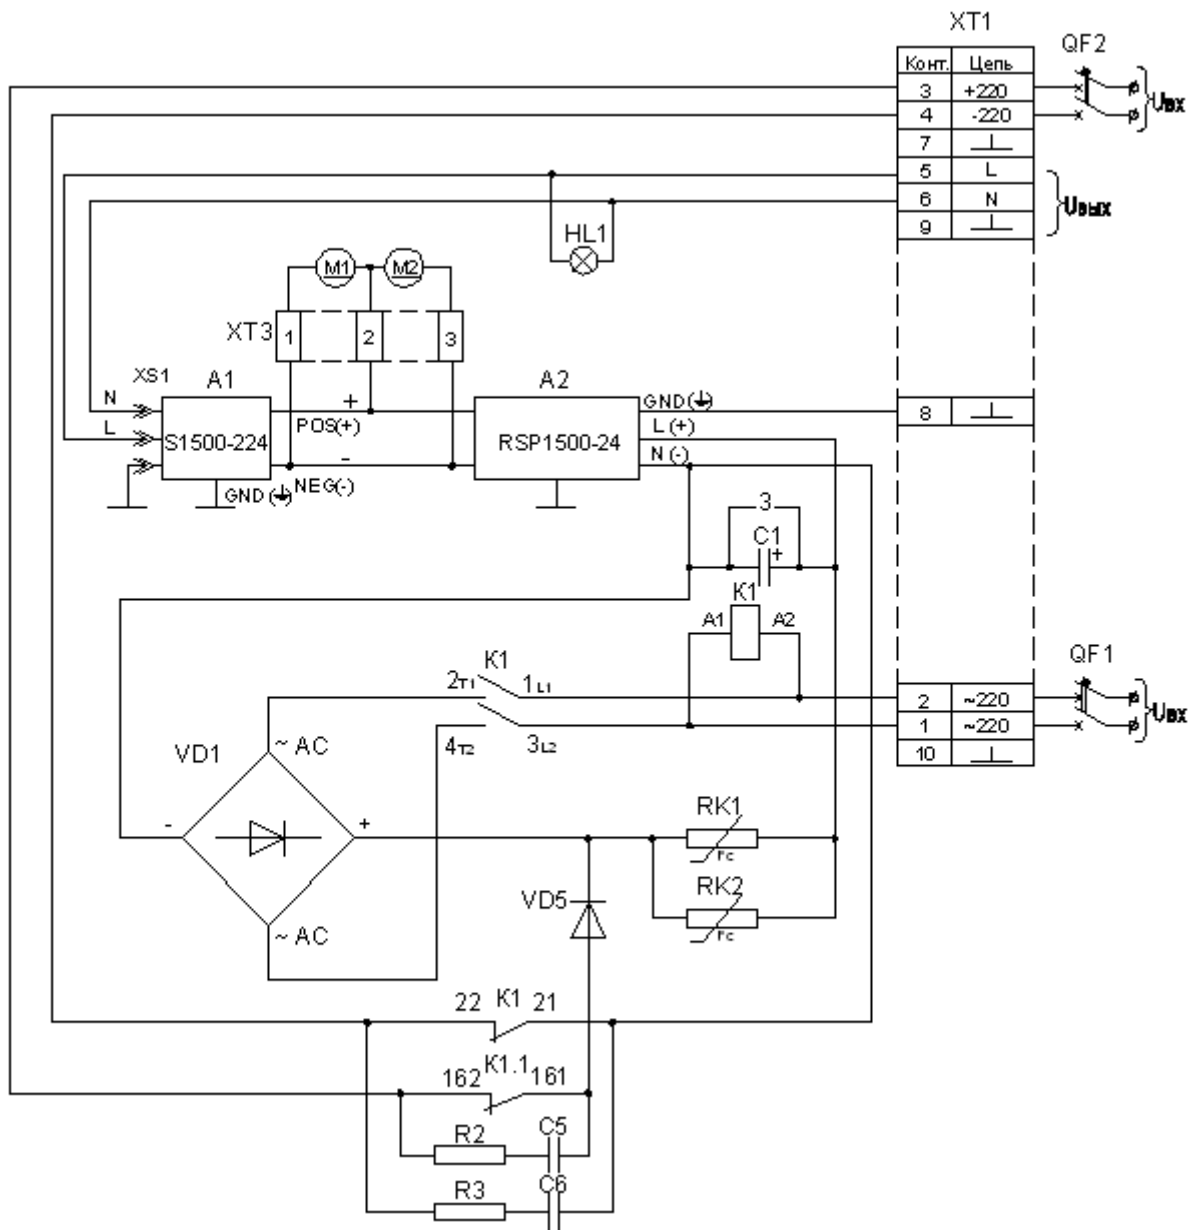 XT1
QF2
Конт. Цепь
3 +220
4 -220
Uвх
7
5 L
6 N
Uвых
9
HL1
M1 M2
XT3 1 2 3
XS1 A1 A2
N + GND
8
POS(+) L (+)
L S1500-224 RSP1500-24
- N (-)
GND NEG(-)
3
C1
+
K1
A1 A2
K1 QF1
2T1 1L1 2 ~220
Uвх
4T2 3L2 1 ~220
10
~ AC
VD1
RK1
- +
t°c
RK2
VD5
t°c
~ AC
22 K1 21
K1.1
162 161
R2 C5
R3 C6